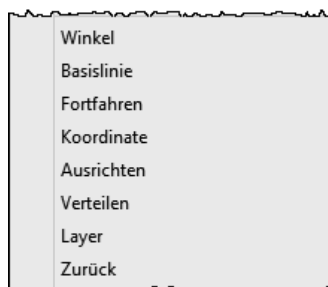 Winkel
Basislinie
Fortfahren
Koordinate
Ausrichten
Verteilen
Layer
Zurück